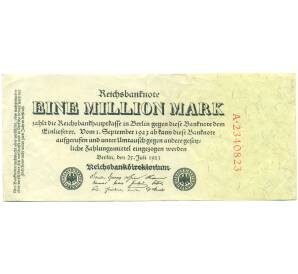 Reichsbanknote
EINE MILLION MARK
zahlt die Reichsbankhauptkasse in Berlin gegen diese Banknote dem
Einlieferer. Vom 1. September 1923 ab kann diese Banknote
aufgerufen und unter Umtausch gegen andere gesetz-
liche Zahlungsmittel eingezogen werden
Berlin, den 25. Juli 1923
Reichsbankdirektorium
A·2340823